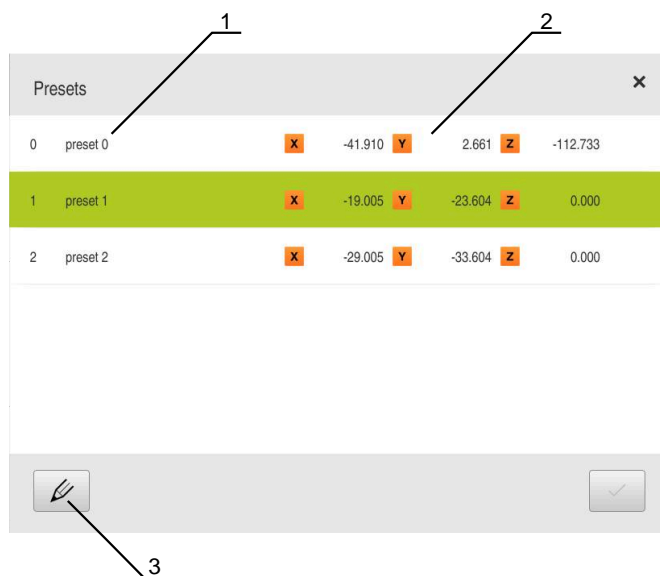 1 2
Presets ×
0 preset 0 X -41.910 Y 2.661 Z -112.733
1 preset 1 X -19.005 Y -23.604 Z 0.000
2 preset 2 X -29.005 Y -33.604 Z 0.000
3